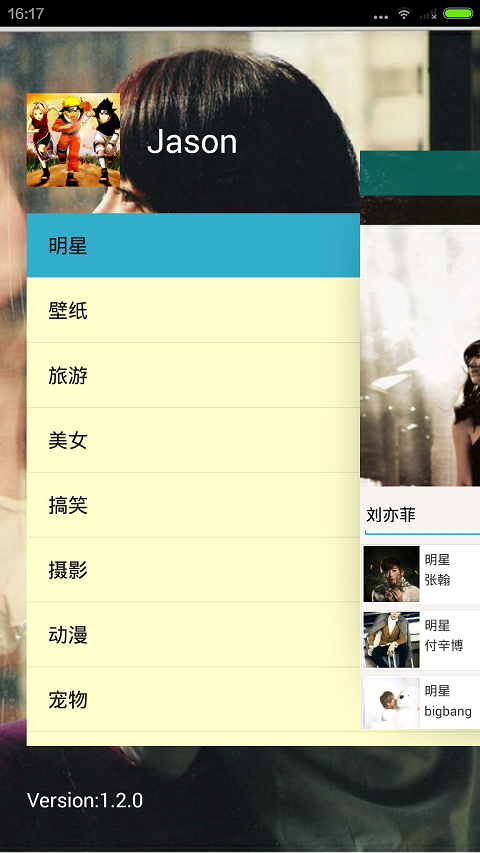 16:17
Jason
明星
壁纸
旅游
美女
搞笑
摄影
动漫
宠物
刘亦菲
明星
张翰
明星
付辛博
明星
bigbang
Version:1.2.0